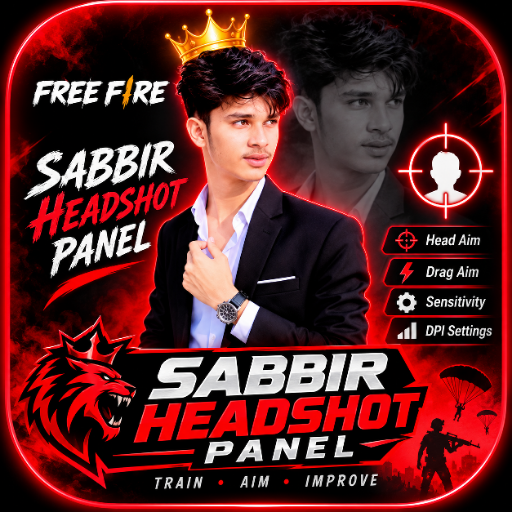 FREE FIRE
SABBIR
HEADSHOT
PANEL
Head Aim
Drag Aim
Sensitivity
DPI Settings
SABBIR
HEADSHOT
PANEL
TRAIN • AIM • IMPROVE